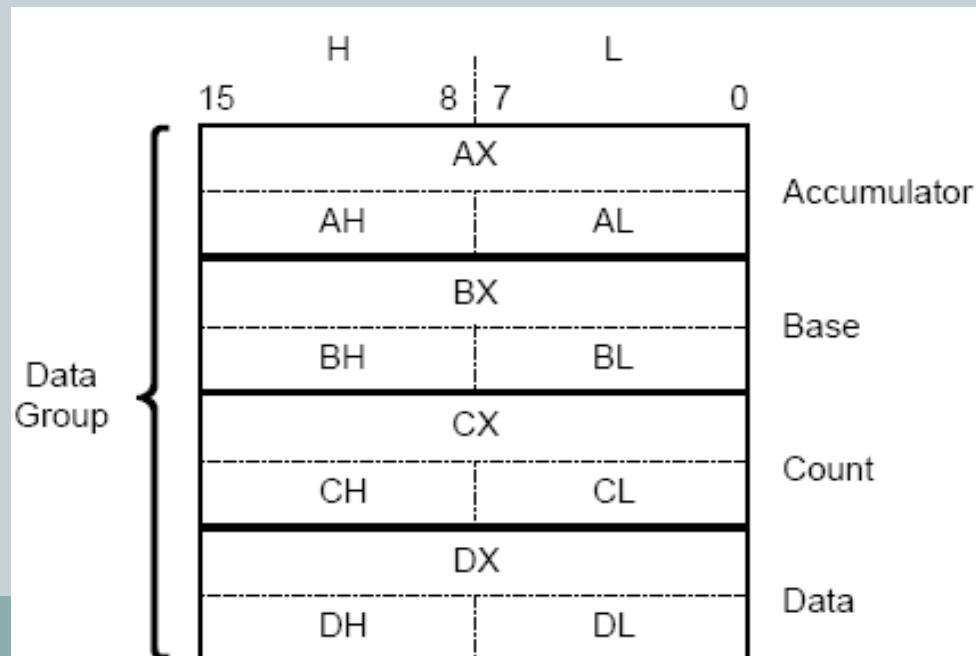 H L
15 8 7 0
AX
Accumulator
AH AL
BX
Base
BH BL
Data
Group
CX
Count
CH CL
DX
Data
DH DL